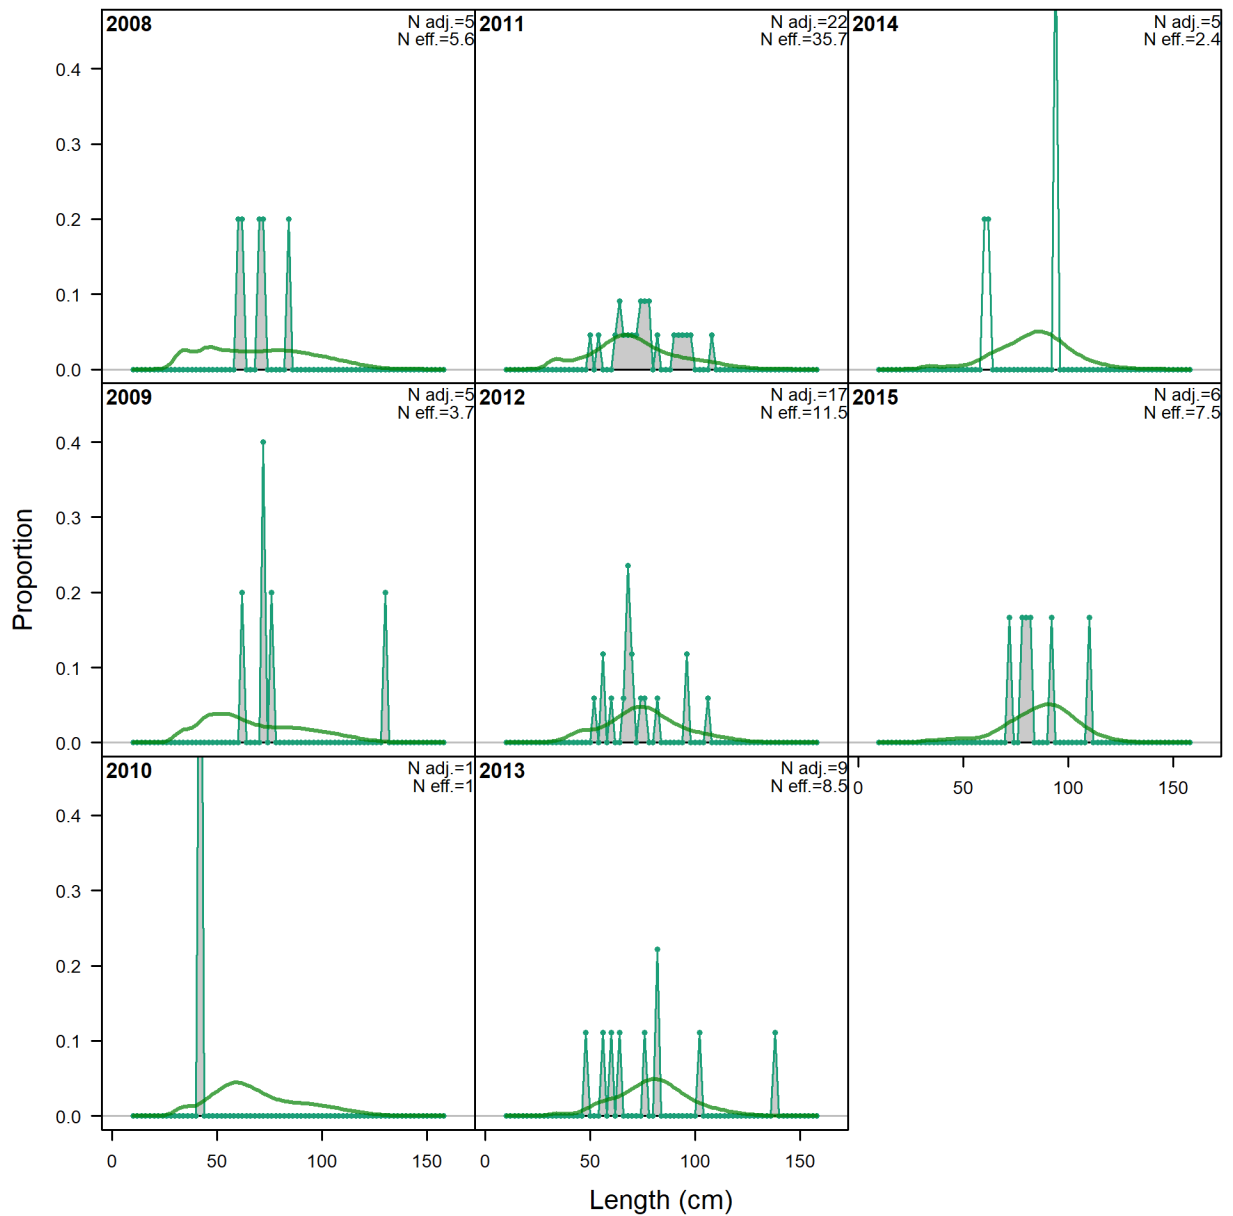 2008
N adj.=5
N eff.=5.6
2011
N adj.=22
N eff.=35.7
2014
N adj.=5
N eff.=2.4
0.4
0.3
0.2
0.1
0.0
2009
N adj.=5
N eff.=3.7
2012
N adj.=17
N eff.=11.5
2015
N adj.=6
N eff.=7.5
0.4
0.3
0.2
0.1
0.0
0 50 100 150
2010
N adj.=1
N eff.=1
2013
N adj.=9
N eff.=8.5
0.4
0.3
0.2
0.1
0.0
0 50 100 150
0 50 100 150
Proportion
Length (cm)